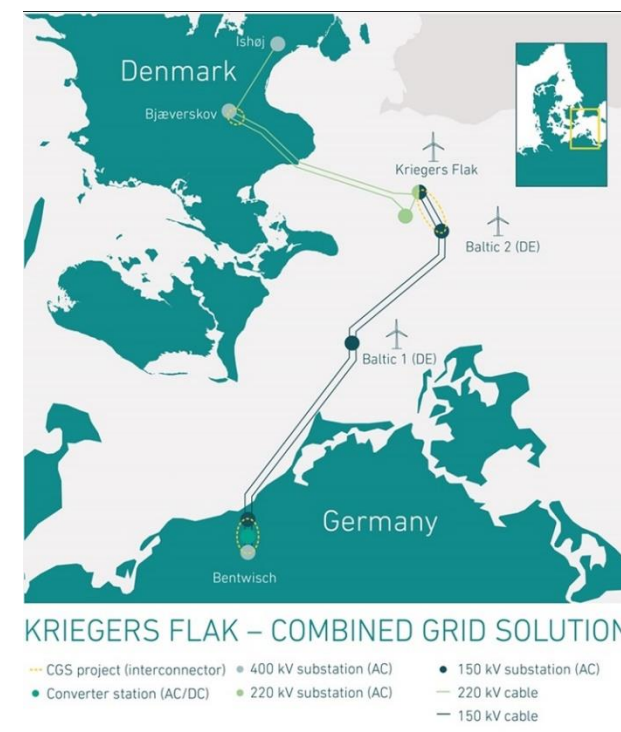 Ishøj
Denmark
Bjæverskov
Kriegers Flak
Baltic 2 (DE)
Baltic 1 (DE)
Germany
Bentwisch
KRIEGERS FLAK – COMBINED GRID SOLUTION
CGS project (interconnector)
400 kV substation (AC)
150 kV substation (AC)
Converter station (AC/DC)
220 kV substation (AC)
220 kV cable
150 kV cable